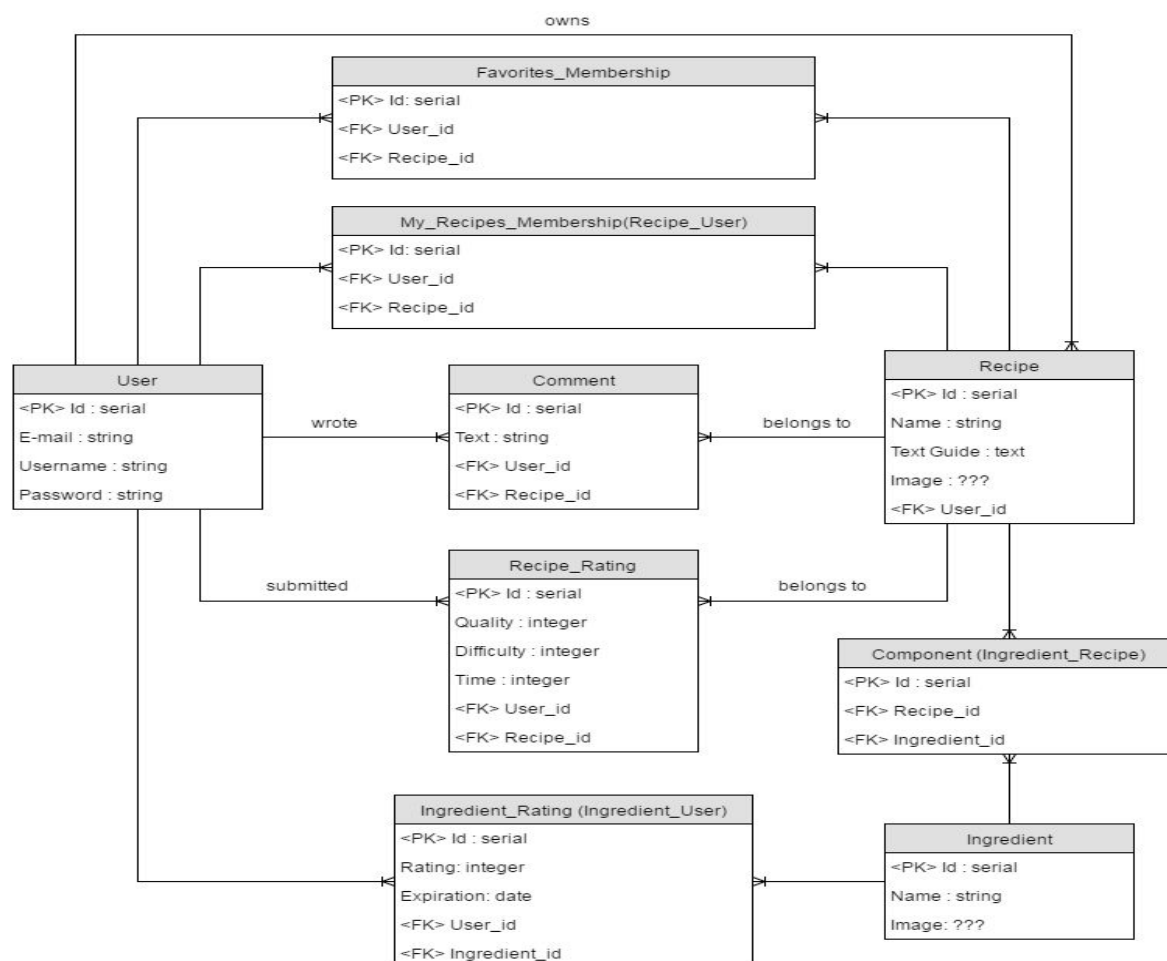 owns
Favorites_Membership
<PK> Id: serial
<FK> User_id
<FK> Recipe_id
My_Recipes_Membership(Recipe_User)
<PK> Id: serial
<FK> User_id
<FK> Recipe_id
User
<PK> Id : serial
E-mail : string
Username : string
Password : string
wrote
Comment
<PK> Id : serial
Text : string
<FK> User_id
<FK> Recipe_id
belongs to
Recipe
<PK> Id : serial
Name : string
Text Guide : text
Image : ???
<FK> User_id
submitted
Recipe_Rating
<PK> Id : serial
Quality : integer
Difficulty : integer
Time : integer
<FK> User_id
<FK> Recipe_id
belongs to
Component (Ingredient_Recipe)
<PK> Id : serial
<FK> Recipe_id
<FK> Ingredient_id
Ingredient_Rating (Ingredient_User)
<PK> Id : serial
Rating: integer
Expiration: date
<FK> User_id
<FK> Ingredient_id
Ingredient
<PK> Id : serial
Name : string
Image: ???